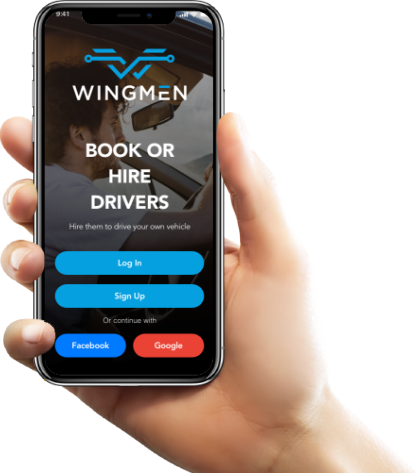 9:41
WINGMEN
BOOK OR
HIRE
DRIVERS
Hire them to drive your own vehicle
Log In
Sign Up
Or continue with
Facebook
Google